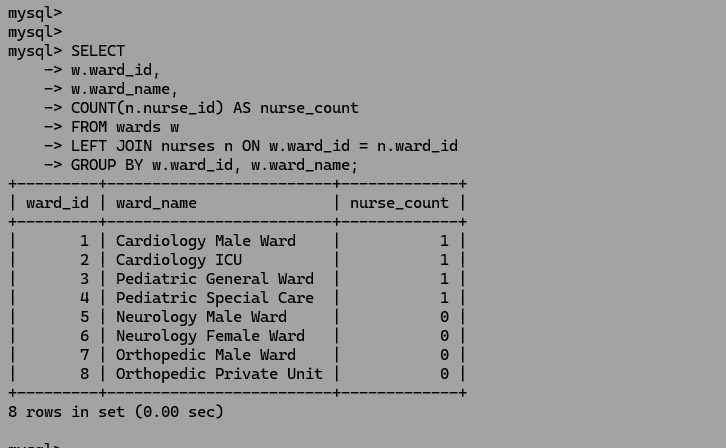 mysql>
mysql>
mysql> SELECT
    -> w.ward_id,
    -> w.ward_name,
    -> COUNT(n.nurse_id) AS nurse_count
    -> FROM wards w
    -> LEFT JOIN nurses n ON w.ward_id = n.ward_id
    -> GROUP BY w.ward_id, w.ward_name;
+---------+-------------------------+-------------+
| ward_id | ward_name               | nurse_count |
+---------+-------------------------+-------------+
|       1 | Cardiology Male Ward    |           1 |
|       2 | Cardiology ICU          |           1 |
|       3 | Pediatric General Ward  |           1 |
|       4 | Pediatric Special Care  |           1 |
|       5 | Neurology Male Ward     |           0 |
|       6 | Neurology Female Ward   |           0 |
|       7 | Orthopedic Male Ward    |           0 |
|       8 | Orthopedic Private Unit |           0 |
+---------+-------------------------+-------------+
8 rows in set (0.00 sec)
mysql>